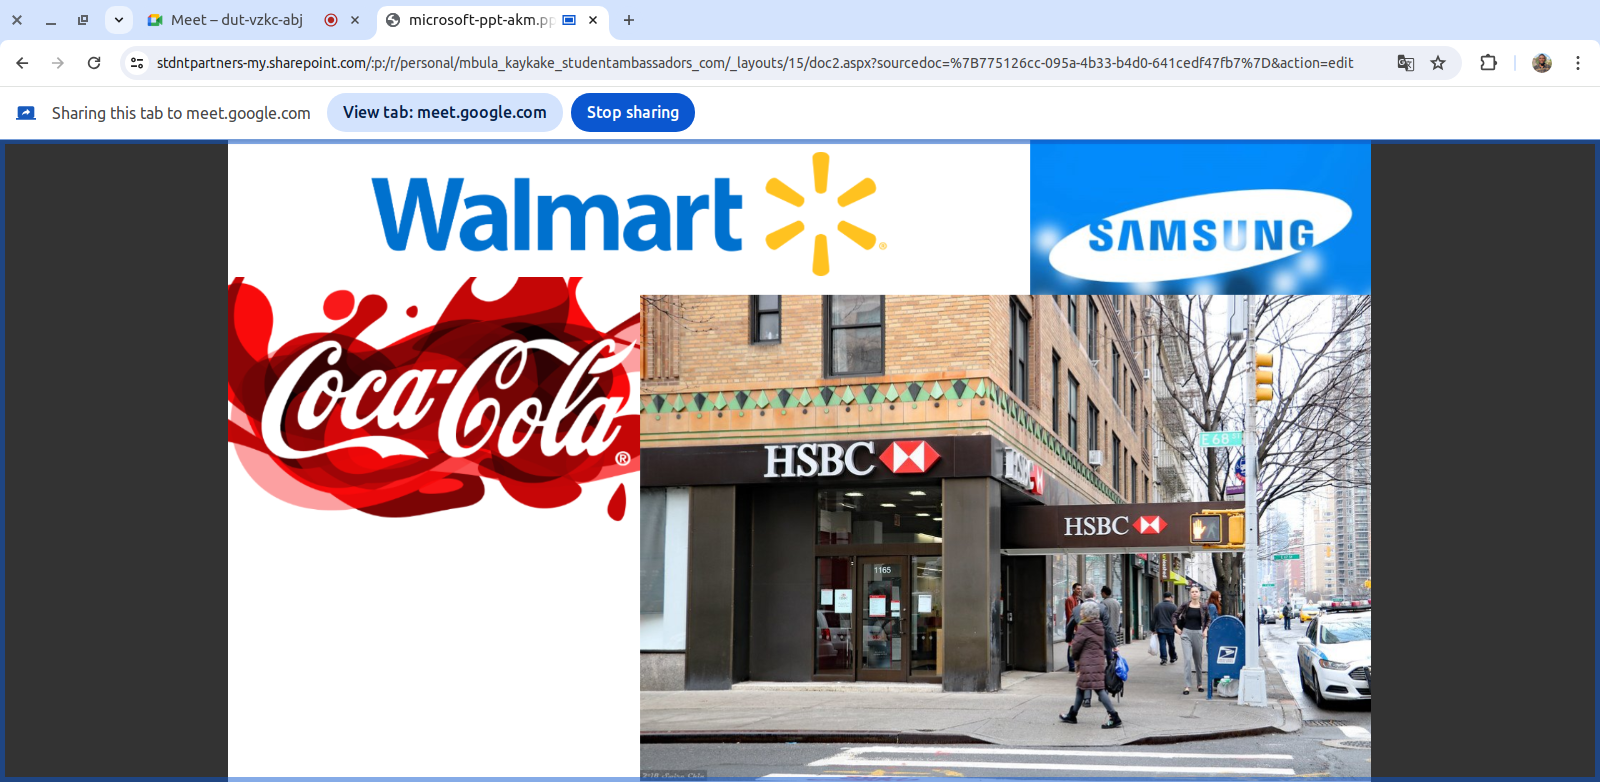 Meet – dut-vzkc-abj
microsoft-ppt-akm.pp
stdntpartners-my.sharepoint.com/:p:/r/personal/mbula_kaykake_studentambassadors_com/_layouts/15/doc2.aspx?sourcedoc=%7B775126cc-095a-4b33-b4d0-641cedf47fb7%7D&action=edit
Sharing this tab to meet.google.com
View tab: meet.google.com
Stop sharing
Walmart
®
SAMSUNG
Coca-Cola
®
HSBC
HSBC
HSBC
E 68 ST
1165